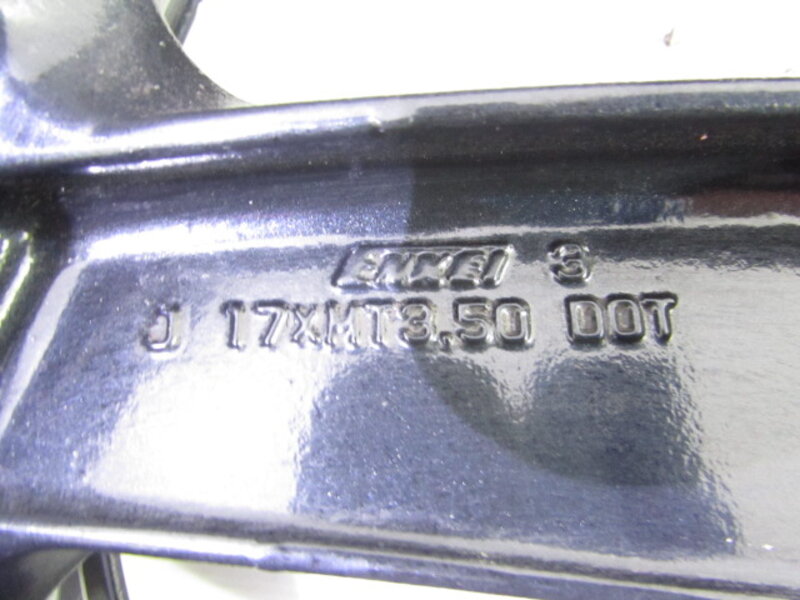 ENKEI 3
J 17XMT3,50 DOT